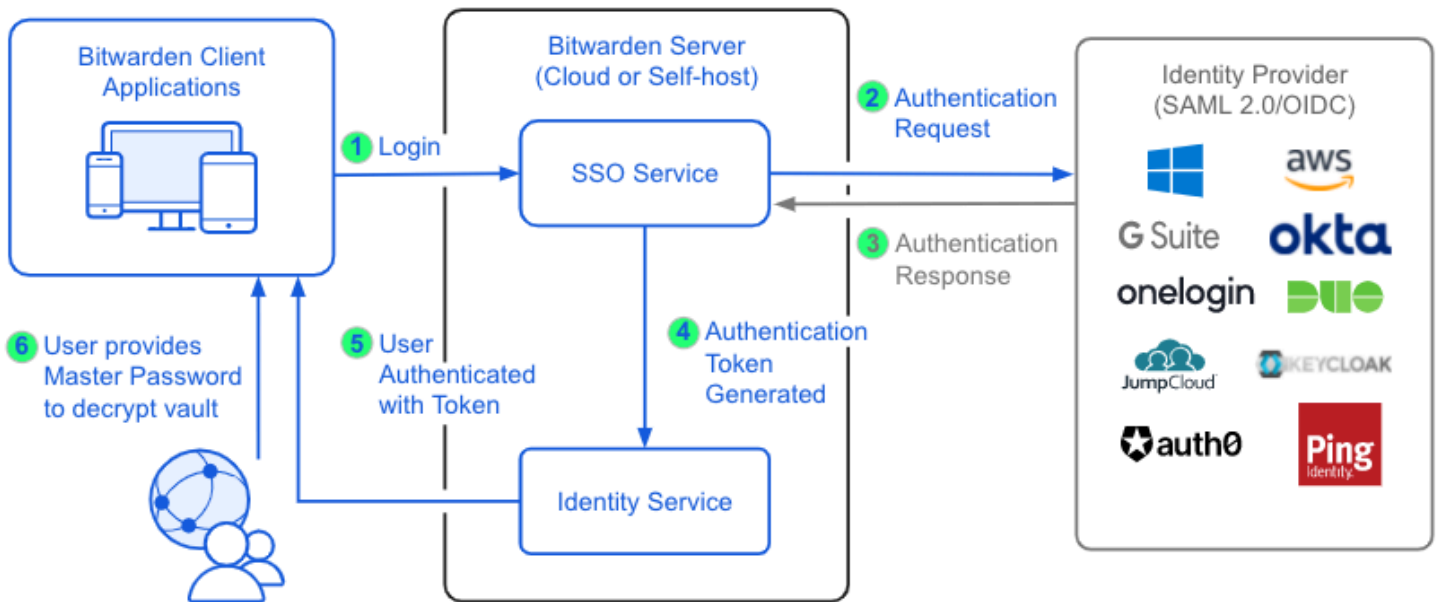 Bitwarden Client
Applications
1 Login
Bitwarden Server
(Cloud or Self-host)
SSO Service
2 Authentication
Request
3 Authentication
Response
Identity Provider
(SAML 2.0/OIDC)
aws
G Suite
okta
onelogin
DUO
JumpCloud
KEYCLOAK
auth0
Ping
Identity.
4 Authentication
Token
Generated
Identity Service
5 User
Authenticated
with Token
6 User provides
Master Password
to decrypt vault